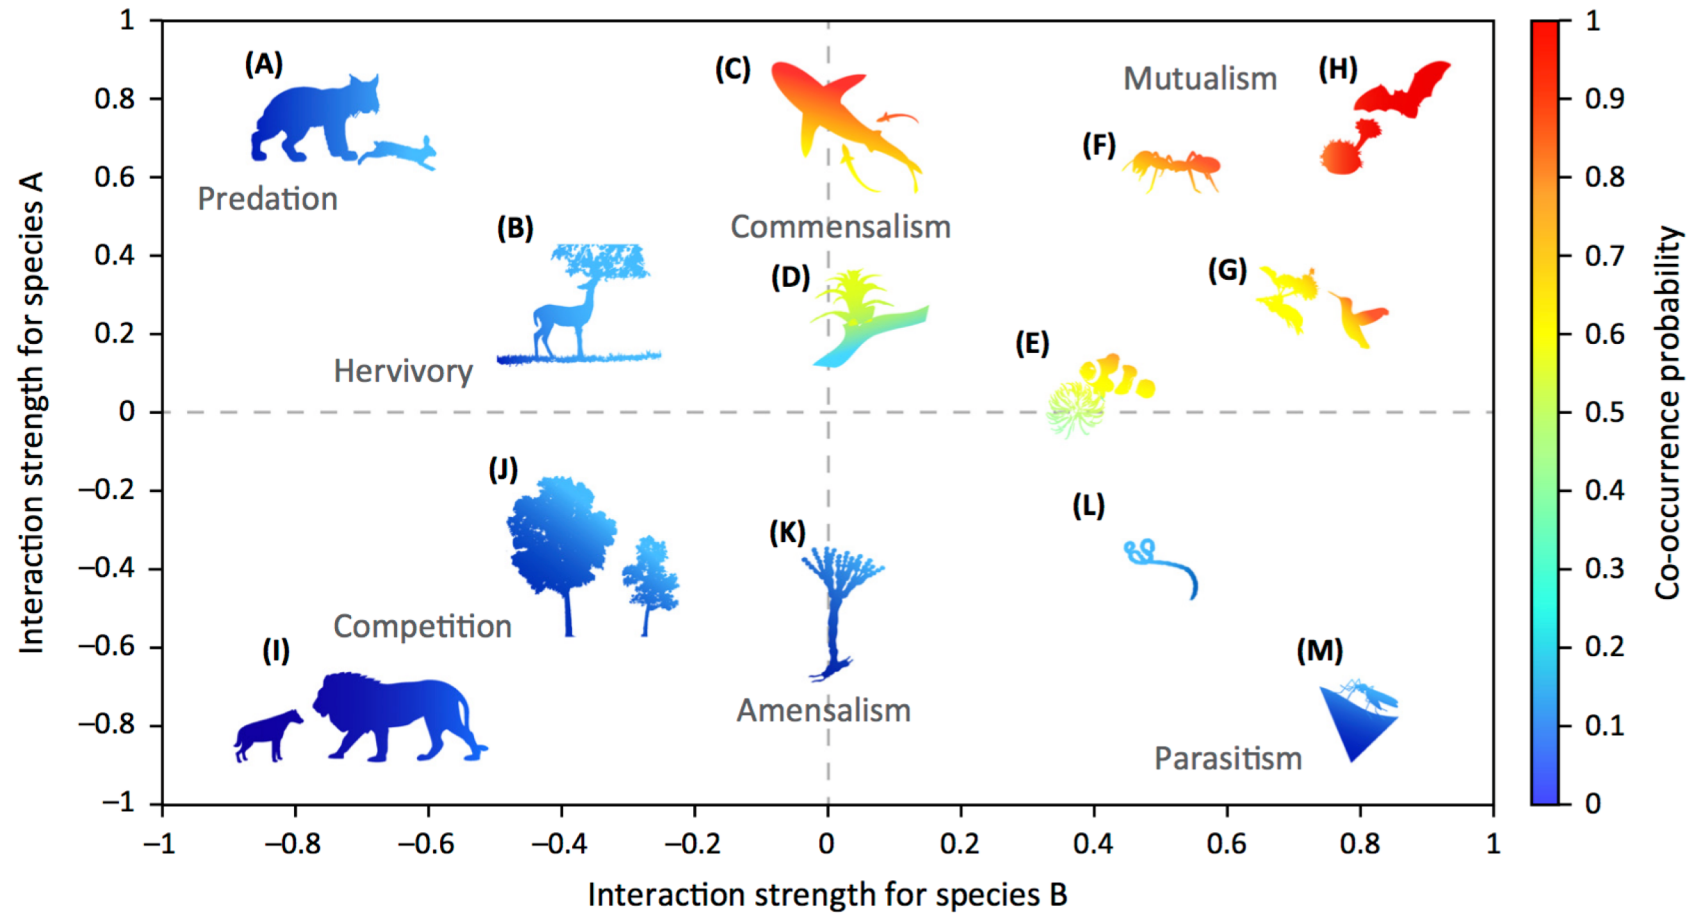 1
0.8
0.6
0.4
0.2
0
–0.2
–0.4
–0.6
–0.8
–1
Interaction strength for species A
(A)
Predation
(B)
Hervivory
(C)
Commensalism
(D)
Mutualism
(H)
(F)
(G)
(E)
(J)
Competition
(I)
(K)
Amensalism
(L)
(M)
Parasitism
–1
–0.8
–0.6
–0.4
–0.2
0
0.2
0.4
0.6
0.8
1
Interaction strength for species B
1
0.9
0.8
0.7
0.6
0.5
0.4
0.3
0.2
0.1
0
Co-occurrence probability